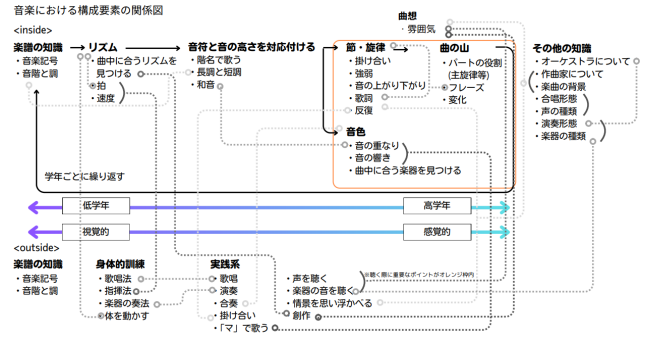 音楽における構成要素の関係図
<inside>
楽譜の知識
・音楽記号
・音階と調
リズム
・曲中に合うリズムを
見つける
・拍
・速度
音符と音の高さを対応付ける
・階名で歌う
・長調と短調
・和音
節・旋律
・掛け合い
・強弱
・音の上がり下がり
・歌詞
・反復
音色
・音の重なり
・音の響き
・曲中に合う楽器を見つける
曲想
・雰囲気
曲の山
・パートの役割
(主旋律等)
・フレーズ
・変化
その他の知識
・オーケストラについて
・作曲家について
・楽曲の背景
・合唱形態
・声の種類
・演奏形態
・楽器の種類
学年ごとに繰り返す
低学年
高学年
視覚的
感覚的
<outside>
楽譜の知識
・音楽記号
・音階と調
身体的訓練
・歌唱法
・指揮法
・楽器の奏法
・体を動かす
実践系
・歌唱
・演奏
・合奏
・掛け合い
・「マ」で歌う
・声を聴く
・楽器の音を聴く
・情景を思い浮かべる
・創作
※聴く際に重要なポイントがオレンジ枠内